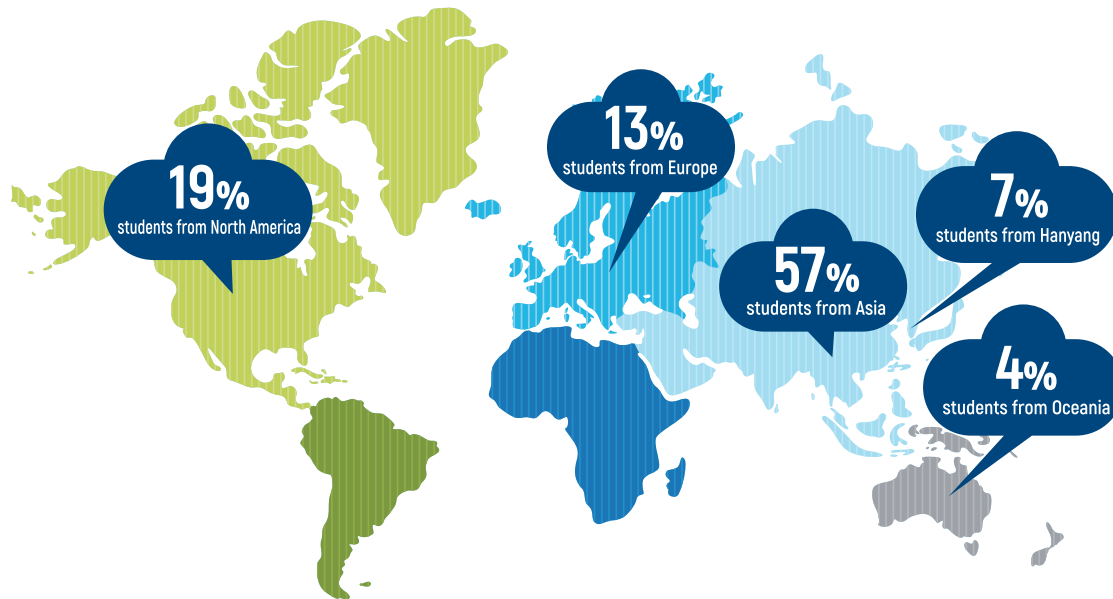 19%
students from North America
13%
students from Europe
57%
students from Asia
7%
students from Hanyang
4%
students from Oceania